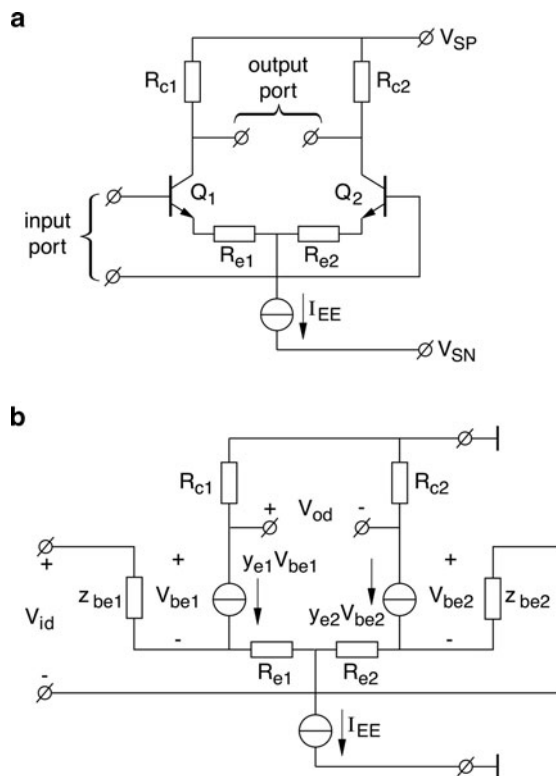 a
V_SP
R_c1
output
port
R_c2
Q_1
Q_2
input
port
R_e1
R_e2
I_EE
V_SN
b
R_c1
R_c2
+
V_od
-
+
y_e1V_be1
+
+
z_be1
V_be1
V_be2
z_be2
V_id
y_e2V_be2
-
-
R_e1
R_e2
-
I_EE